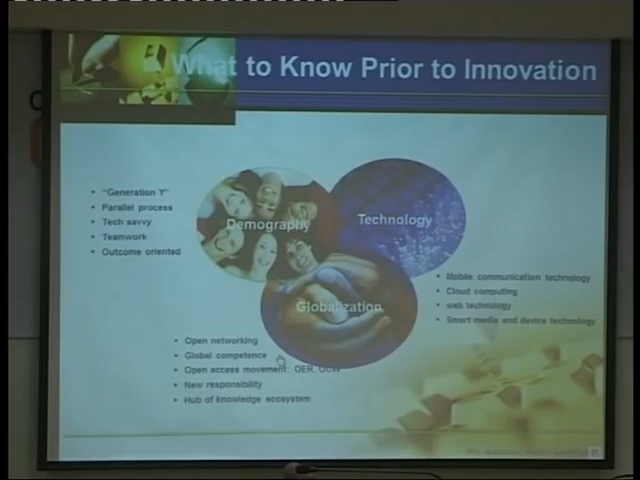 What to Know Prior to Innovation
• "Generation Y"
• Parallel process
• Tech savvy
• Teamwork
• Outcome oriented
Demography
Technology
Globalization
• Mobile communication technology
• Cloud computing
• web technology
• Smart media and device technology
• Open networking
• Global competence
• Open access movement: OER, OCW
• New responsibility
• Hub of knowledge ecosystem